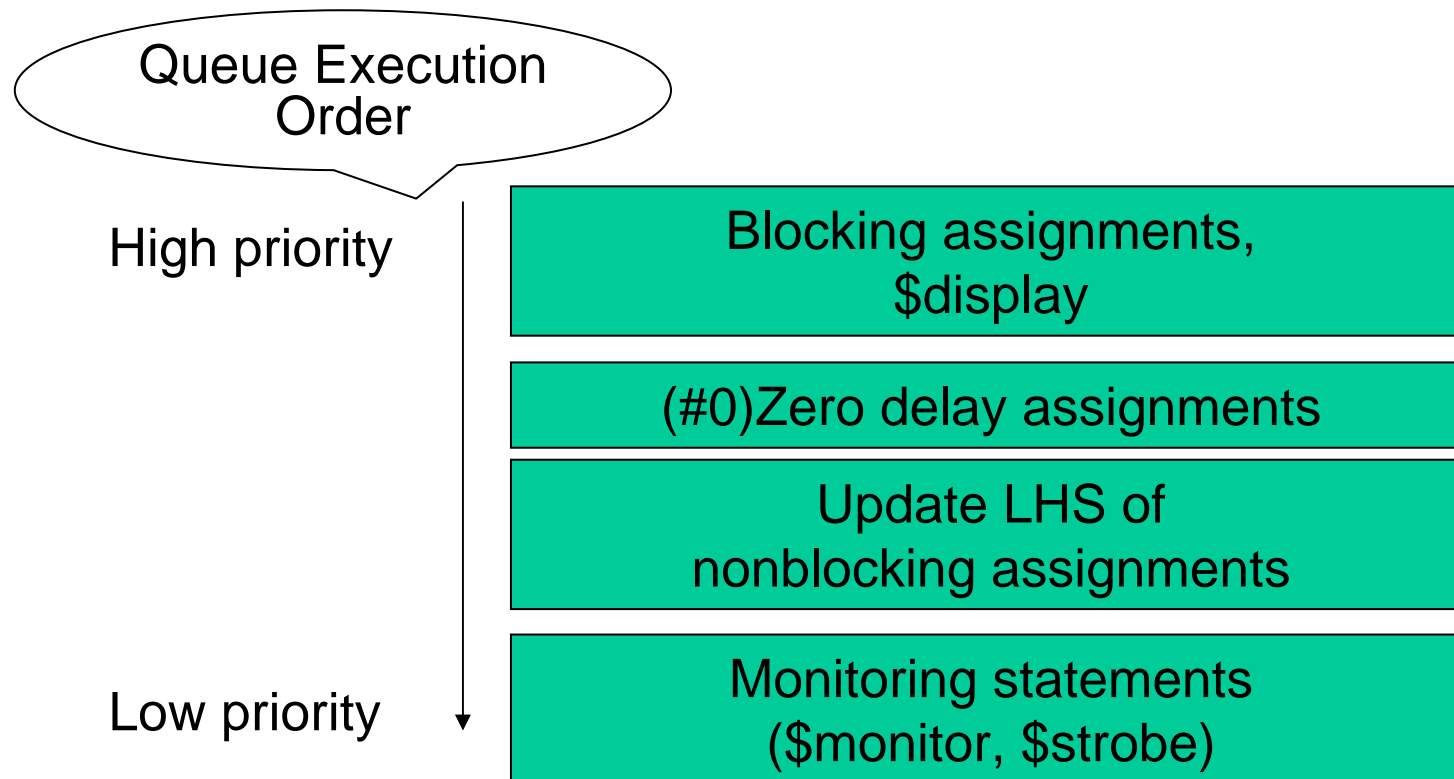 Queue Execution
Order
High priority
Blocking assignments,
$display
(#0)Zero delay assignments
Update LHS of
nonblocking assignments
Low priority
Monitoring statements
($monitor, $strobe)